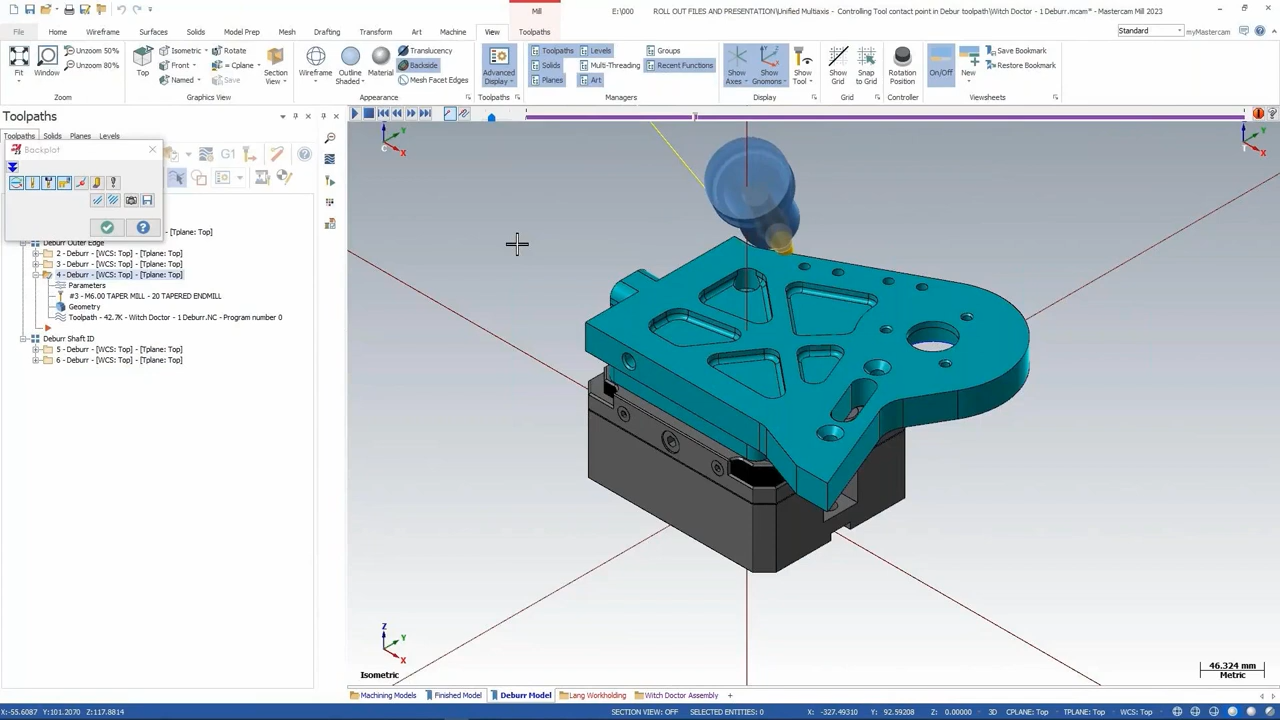 Mill
E:\000
ROLL OUT FILES AND PRESENTATION\Unified Multiaxis - Controlling Tool contact point in Debur toolpath\Witch Doctor - 1 Deburr.mcam* - Mastercam Mill 2023
File
Home
Wireframe
Surfaces
Solids
Model Prep
Mesh
Drafting
Transform
Art
Machine
View
Toolpaths
Standard
myMastercam
Fit
Window
Unzoom 50%
Unzoom 80%
Zoom
Top
Isometric
Front
Named
Rotate
= Cplane
Save
Section View
Graphics View
Wireframe
Outline Shaded
Material
Translucency
Backside
Mesh Facet Edges
Appearance
Advanced Display
Toolpaths
Toolpaths
Solids
Planes
Levels
Multi-Threading
Art
Groups
Recent Functions
Managers
Show Axes
Show Gnomons
Show Tool
Display
Show Grid
Snap to Grid
Grid
Rotation Position
Controller
On/Off
New
Save Bookmark
Restore Bookmark
Viewsheets
Toolpaths
Toolpaths
Solids
Planes
Levels
Backplot
G1
- [Tplane: Top]
Deburr Outer Edge
2 - Deburr - [WCS: Top] - [Tplane: Top]
3 - Deburr - [WCS: Top] - [Tplane: Top]
4 - Deburr - [WCS: Top] - [Tplane: Top]
Parameters
#3 - M6.00 TAPER MILL - 20 TAPERED ENDMILL
Geometry
Toolpath - 42.7K - Witch Doctor - 1 Deburr.NC - Program number 0
Deburr Shaft ID
5 - Deburr - [WCS: Top] - [Tplane: Top]
6 - Deburr - [WCS: Top] - [Tplane: Top]
Y
X
C
Y
X
T
Z
Y
X
Isometric
46.324 mm
Metric
Machining Models
Finished Model
Deburr Model
Lang Workholding
Witch Doctor Assembly
+
X:-55.6087 Y:101.2070 Z:117.8814
SECTION VIEW: OFF
SELECTED ENTITIES: 0
X: -327.49310
Y: 92.59208
Z: 0.00000
3D
CPLANE: Top
TPLANE: Top
WCS: Top